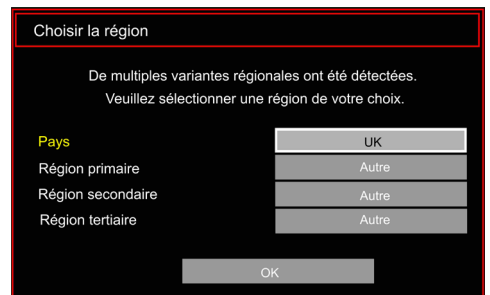 Choisir la région
De multiples variantes régionales ont été détectées.
Veuillez sélectionner une région de votre choix.
Pays UK
Région primaire Autre
Région secondaire Autre
Région tertiaire Autre
OK